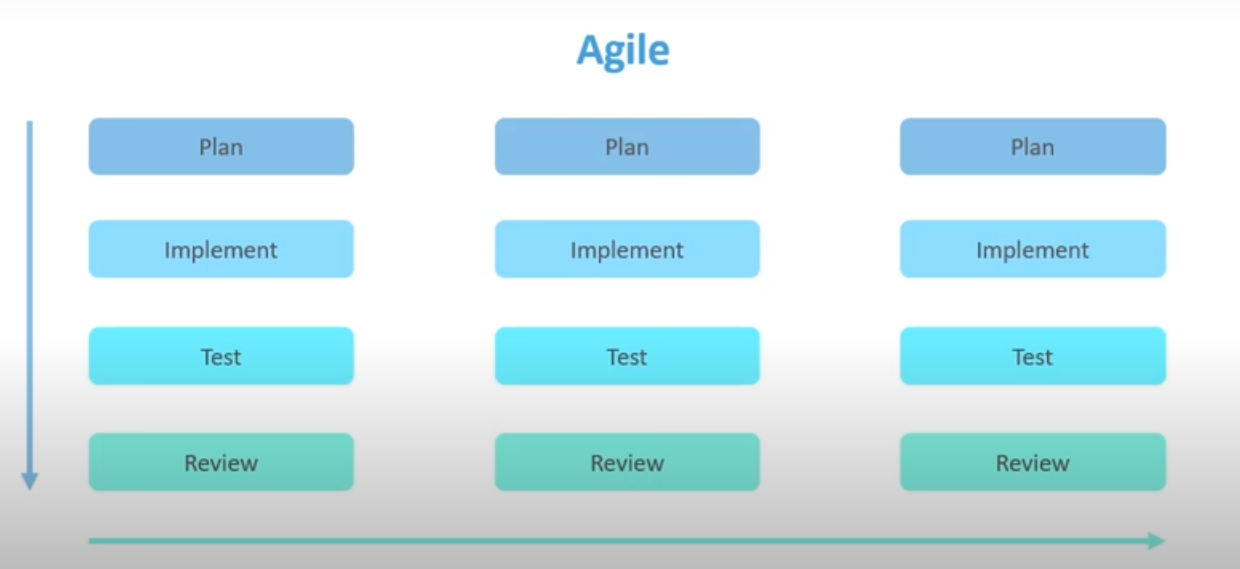 Agile
Plan Plan Plan
Implement Implement Implement
Test Test Test
Review Review Review